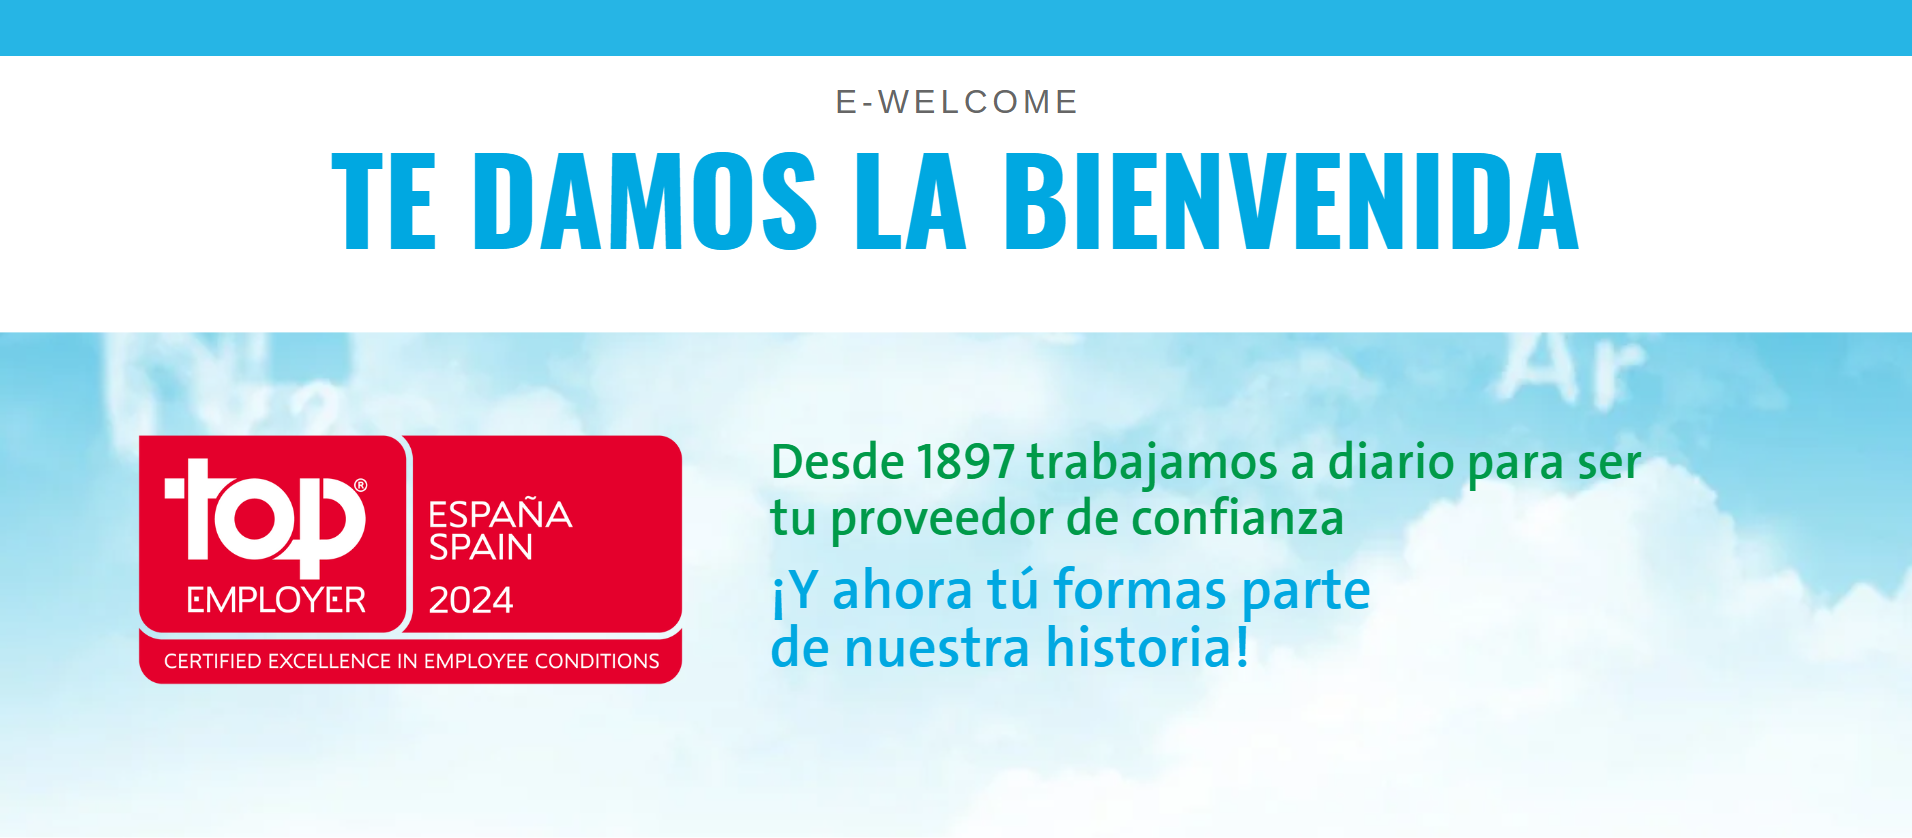 E-WELCOME
TE DAMOS LA BIENVENIDA
Ar
top®
EMPLOYER
ESPAÑA
SPAIN
2024
CERTIFIED EXCELLENCE IN EMPLOYEE CONDITIONS
Desde 1897 trabajamos a diario para ser
tu proveedor de confianza
¡Y ahora tú formas parte
de nuestra historia!